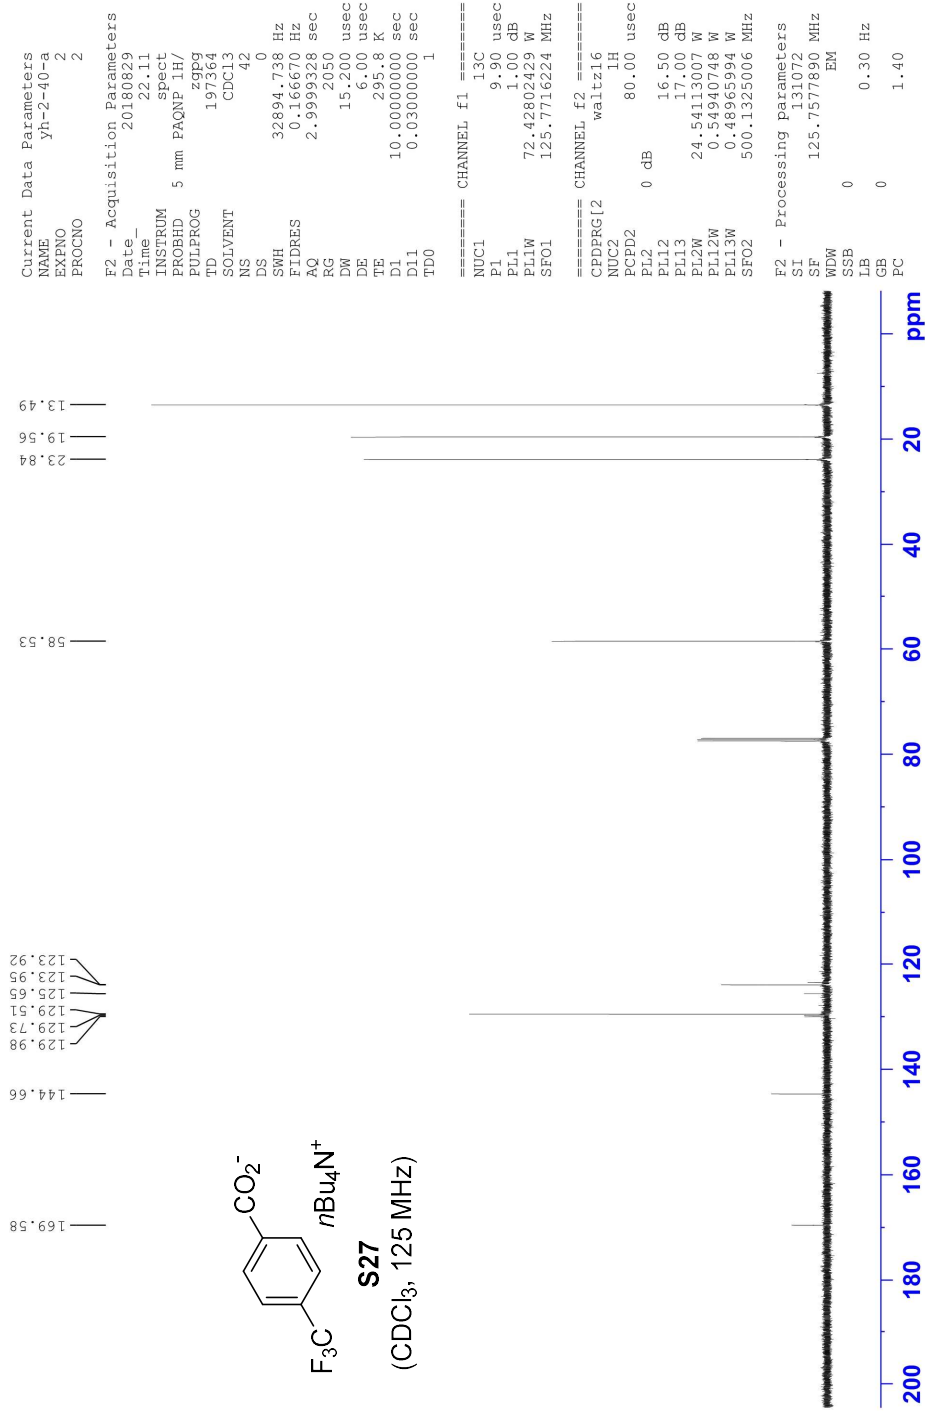 Current Data Parameters
NAME yh-2-40-a
EXPNO 2
PROCNO 2
F2 - Acquisition Parameters
Date_ 20180829
Time 22.11
INSTRUM spect
PROBHD 5 mm PAQNP 1H/
PULPROG zgpg
TD 197364
SOLVENT CDCl3
NS 42
DS 0
SWH 32894.738 Hz
FIDRES 0.166670 Hz
AQ 2.9999328 sec
RG 2050
DW 15.200 usec
DE 6.00 usec
TE 295.8 K
D1 10.00000000 sec
D11 0.03000000 sec
TD0 1
======== CHANNEL f1 ========
NUC1 13C
P1 9.90 usec
PL1 1.00 dB
PL1W 72.42802429 W
SFO1 125.7716224 MHz
======== CHANNEL f2 ========
CPDPRG[2 waltz16
NUC2 1H
PCPD2 80.00 usec
PL2 0 dB
PL12 16.50 dB
PL13 17.00 dB
PL2W 24.54113007 W
PL12W 0.54940748 W
PL13W 0.48965994 W
SFO2 500.1325006 MHz
F2 - Processing parameters
SI 131072
SF 125.7577890 MHz
WDW EM
SSB 0
LB 0.30 Hz
GB 0
PC 1.40
169.58
144.66
129.98
129.73
129.51
125.65
123.95
123.92
58.53
23.84
19.56
13.49
F3C
CO2-
nBu4N+
S27
(CDCl3, 125 MHz)
200 180 160 140 120 100 80 60 40 20 ppm